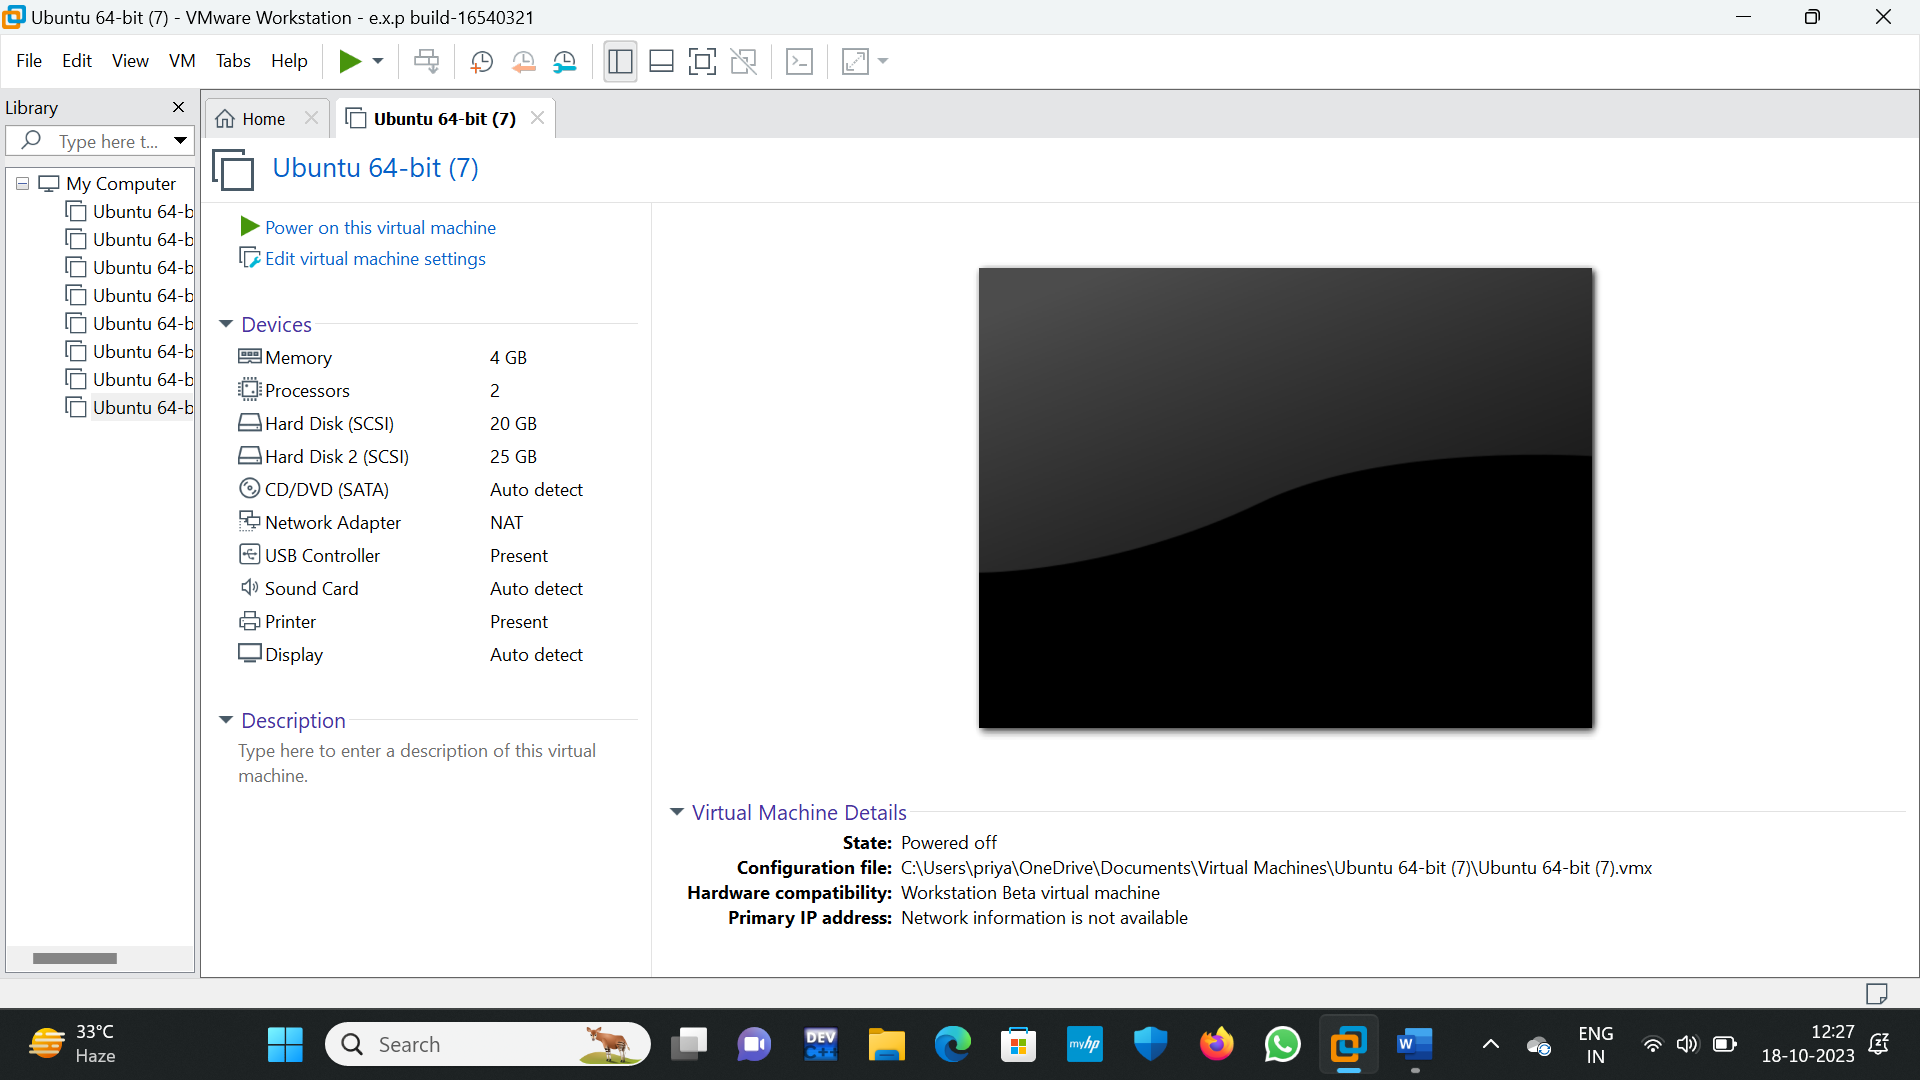 Ubuntu 64-bit (7) - VMware Workstation - e.x.p build-16540321
File Edit View VM Tabs Help
Library
Type here t...
My Computer
Ubuntu 64-b
Ubuntu 64-b
Ubuntu 64-b
Ubuntu 64-b
Ubuntu 64-b
Ubuntu 64-b
Ubuntu 64-b
Ubuntu 64-b
Home
Ubuntu 64-bit (7)
Ubuntu 64-bit (7)
Power on this virtual machine
Edit virtual machine settings
Devices
Memory 4 GB
Processors 2
Hard Disk (SCSI) 20 GB
Hard Disk 2 (SCSI) 25 GB
CD/DVD (SATA) Auto detect
Network Adapter NAT
USB Controller Present
Sound Card Auto detect
Printer Present
Display Auto detect
Description
Type here to enter a description of this virtual
machine.
Virtual Machine Details
State: Powered off
Configuration file: C:\Users\priya\OneDrive\Documents\Virtual Machines\Ubuntu 64-bit (7)\Ubuntu 64-bit (7).vmx
Hardware compatibility: Workstation Beta virtual machine
Primary IP address: Network information is not available
33°C
Haze
Search
DEV
C++
myhp
W
ENG
IN
12:27
18-10-2023